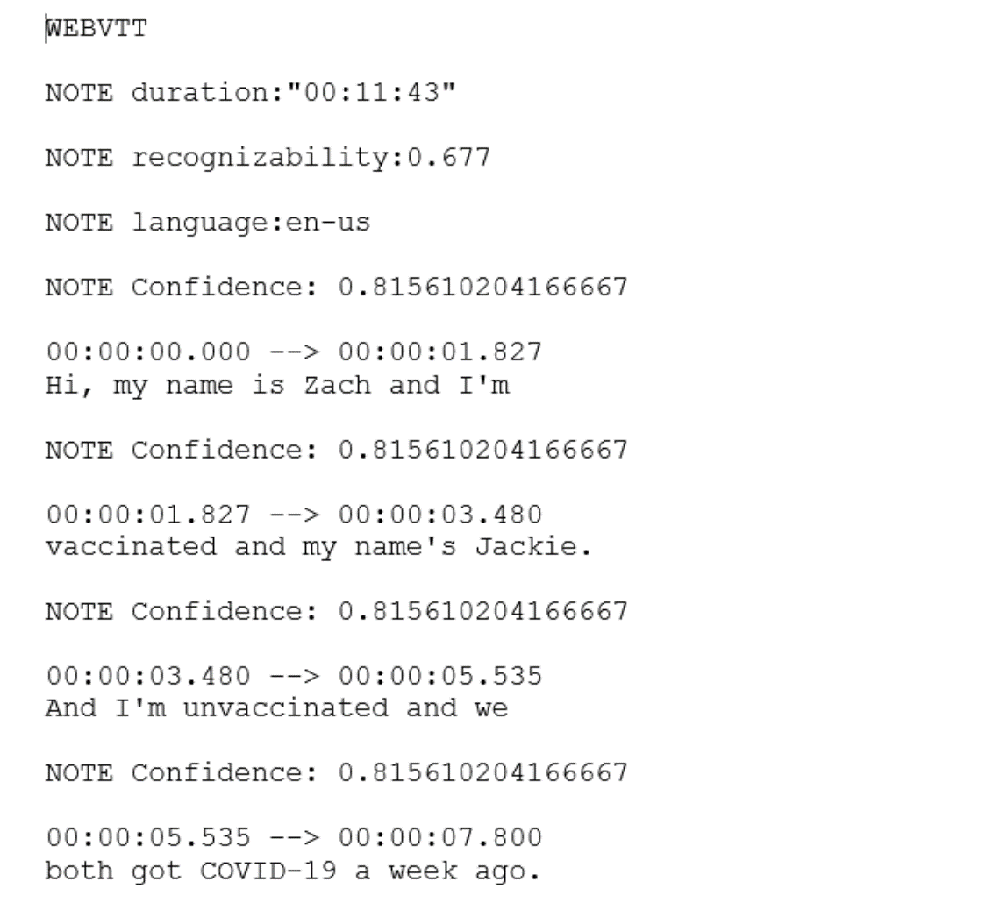 WEBVTT
NOTE duration:"00:11:43"
NOTE recognizability:0.677
NOTE language:en-us
NOTE Confidence: 0.815610204166667
00:00:00.000 --> 00:00:01.827
Hi, my name is Zach and I'm
NOTE Confidence: 0.815610204166667
00:00:01.827 --> 00:00:03.480
vaccinated and my name's Jackie.
NOTE Confidence: 0.815610204166667
00:00:03.480 --> 00:00:05.535
And I'm unvaccinated and we
NOTE Confidence: 0.815610204166667
00:00:05.535 --> 00:00:07.800
both got COVID-19 a week ago.